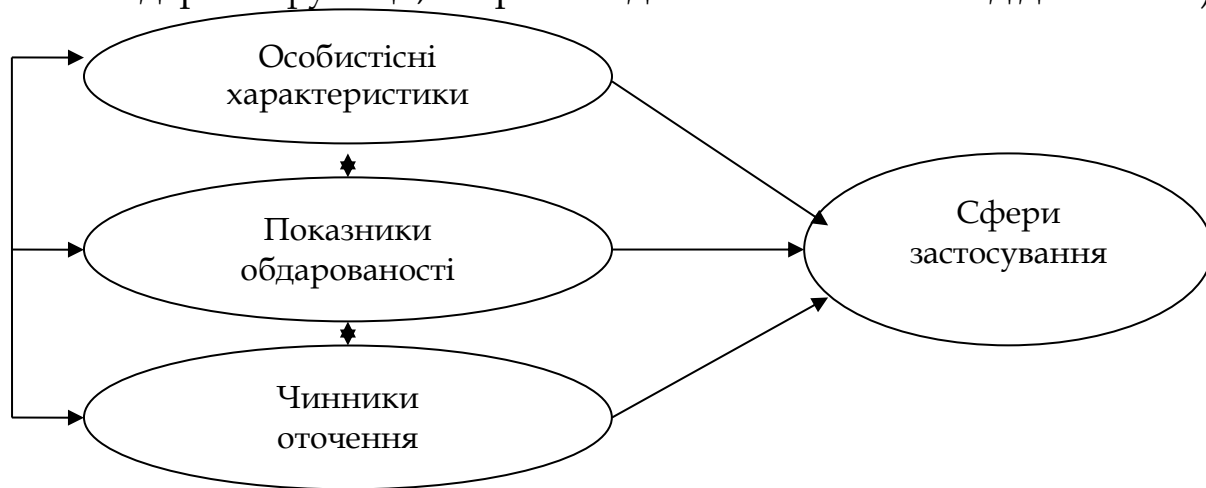 Особистісні
характеристики
Показники
обдарованості
Сфери
застосування
Чинники
оточення